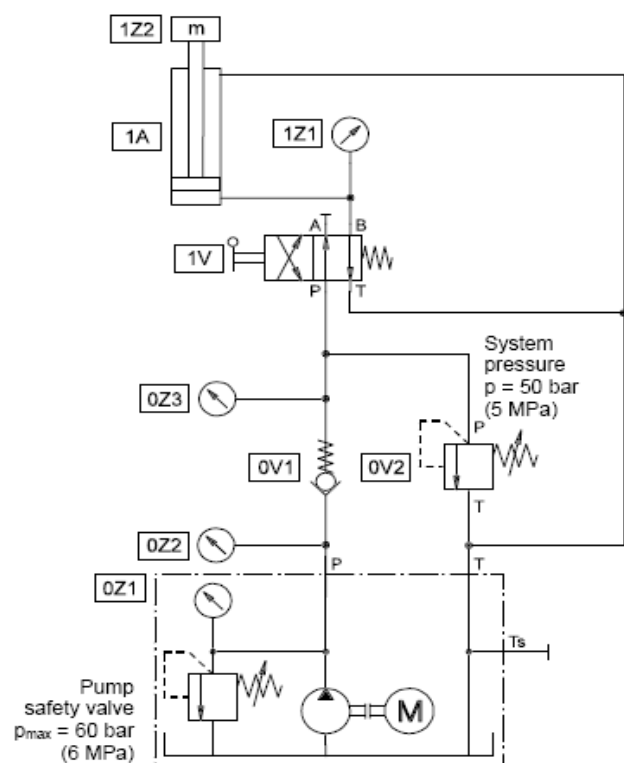 1Z2
m
1A
1Z1
A
B
1V
P
T
System
pressure
p = 50 bar
(5 MPa)
0Z3
P
0V1
0V2
T
0Z2
P
T
0Z1
Ts
Pump
safety valve
pmax = 60 bar
(6 MPa)
M